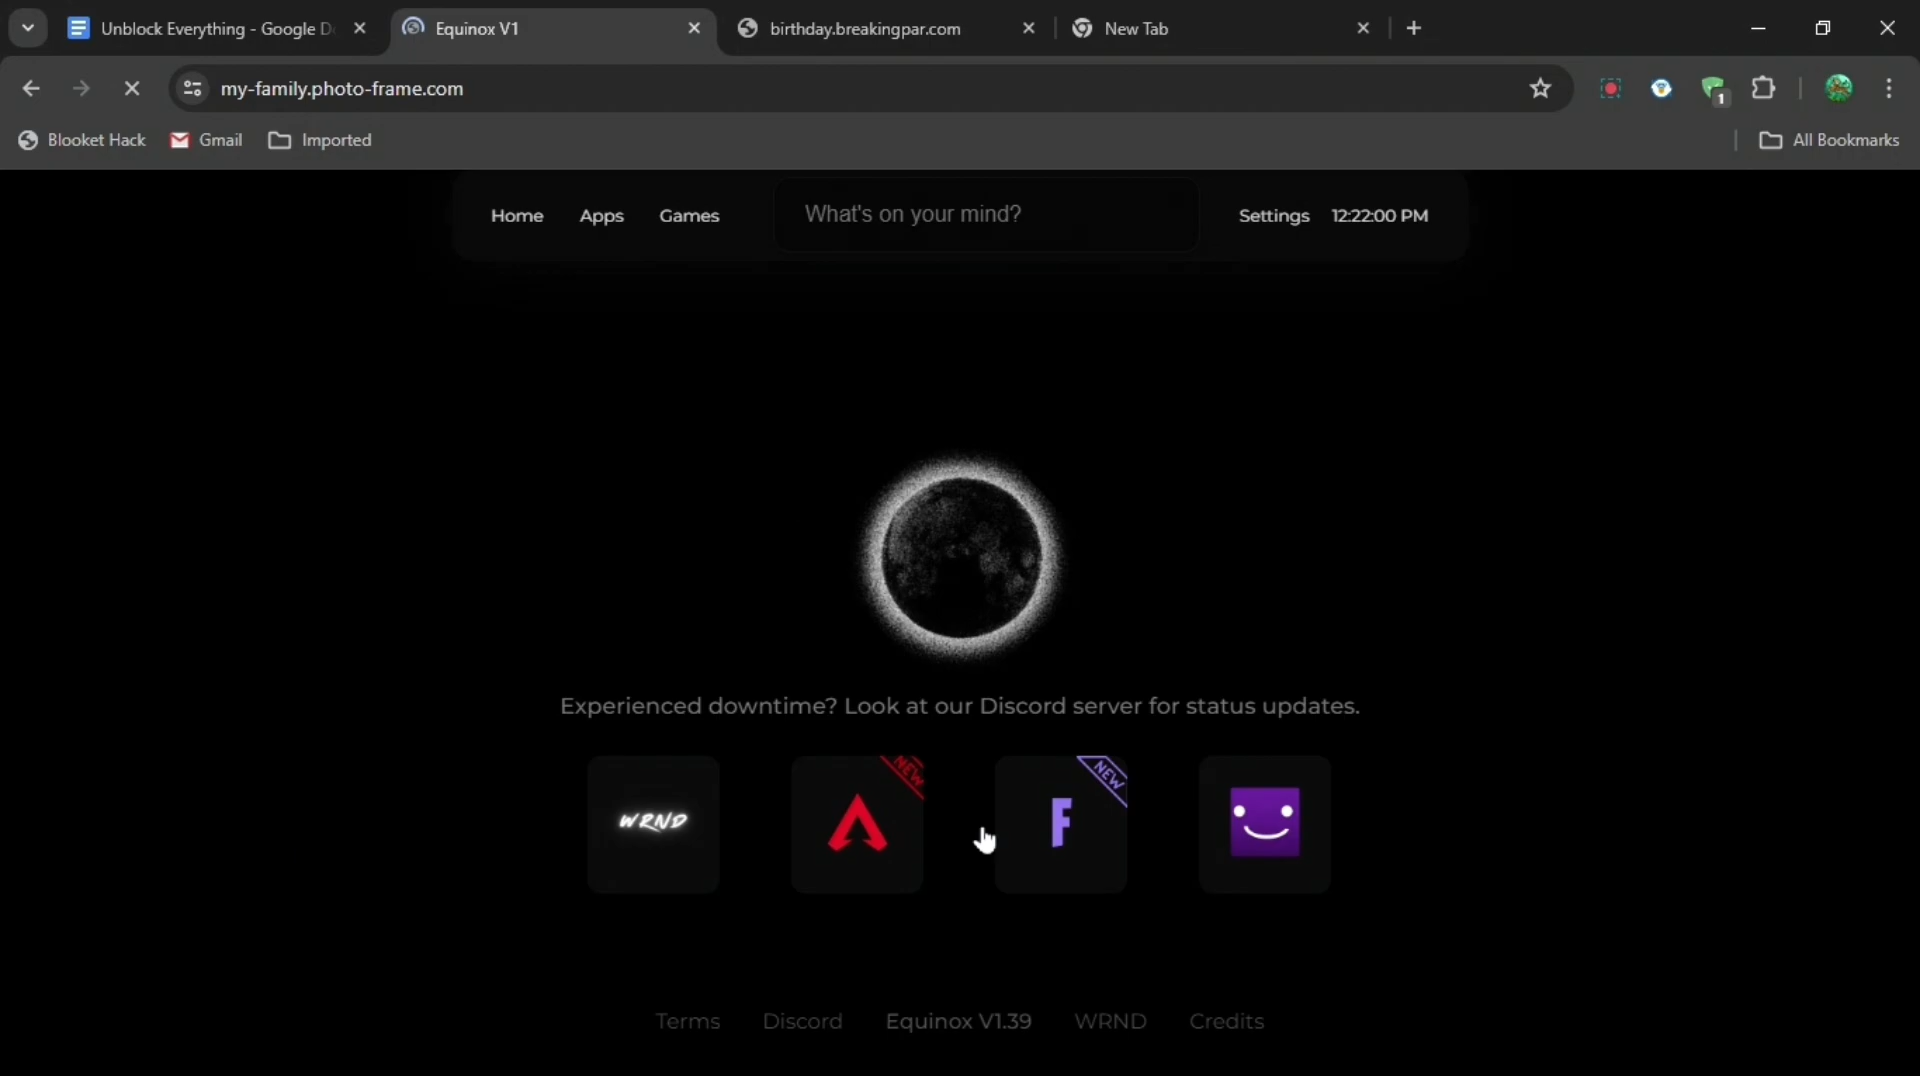 Unblock Everything - Google D
Equinox V1
birthday.breakingpar.com
New Tab
my-family.photo-frame.com
1
Blooket Hack
Gmail
Imported
All Bookmarks
Home
Apps
Games
What's on your mind?
Settings
12:22:00 PM
Experienced downtime? Look at our Discord server for status updates.
WRND
NEW
F
NEW
Terms
Discord
Equinox V1.39
WRND
Credits